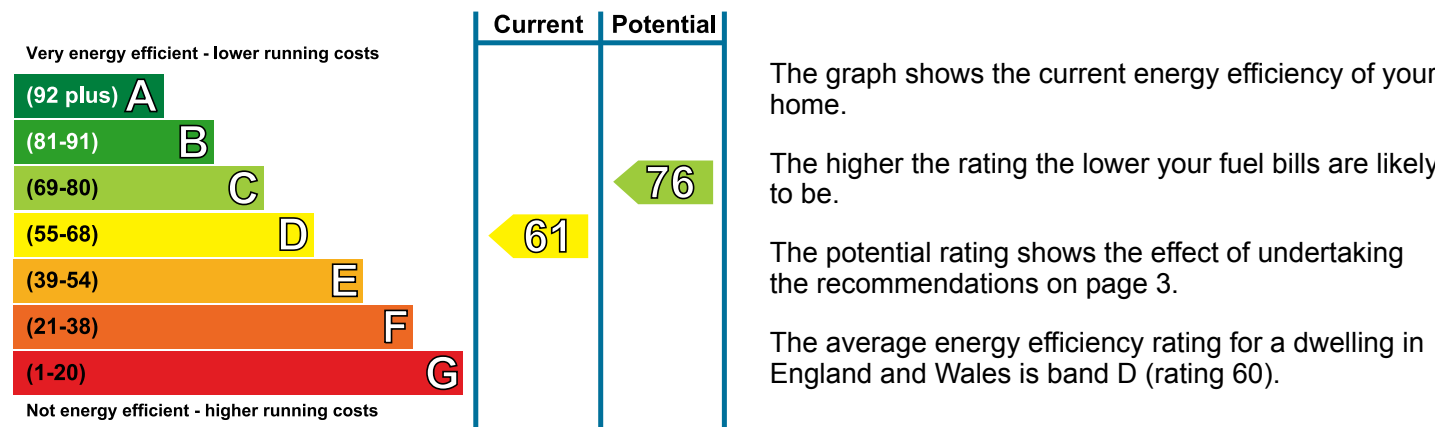 Current Potential
Very energy efficient - lower running costs
(92 plus) A
(81-91) B
(69-80) C
76
(55-68) D
61
(39-54) E
(21-38) F
(1-20) G
Not energy efficient - higher running costs
The graph shows the current energy efficiency of your
home.
The higher the rating the lower your fuel bills are likely
to be.
The potential rating shows the effect of undertaking
the recommendations on page 3.
The average energy efficiency rating for a dwelling in
England and Wales is band D (rating 60).